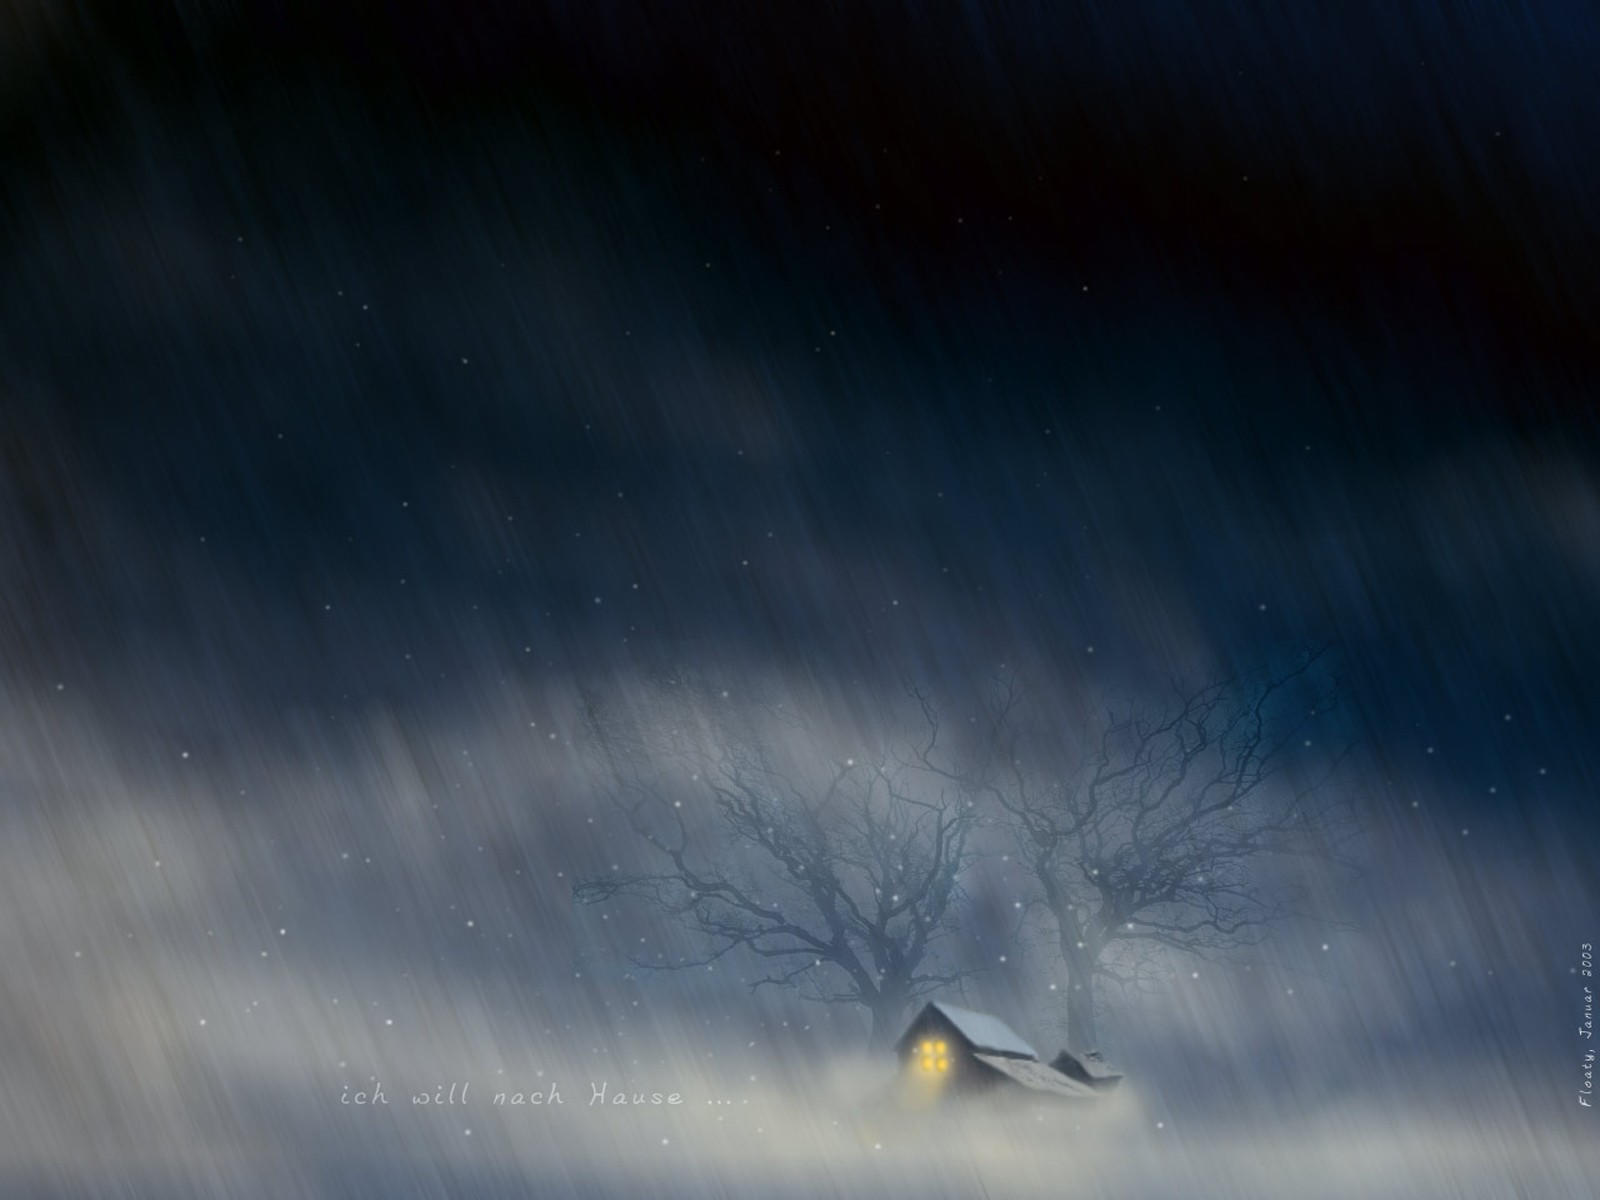 ich will nach Hause ....
Floaty, Januar 2003